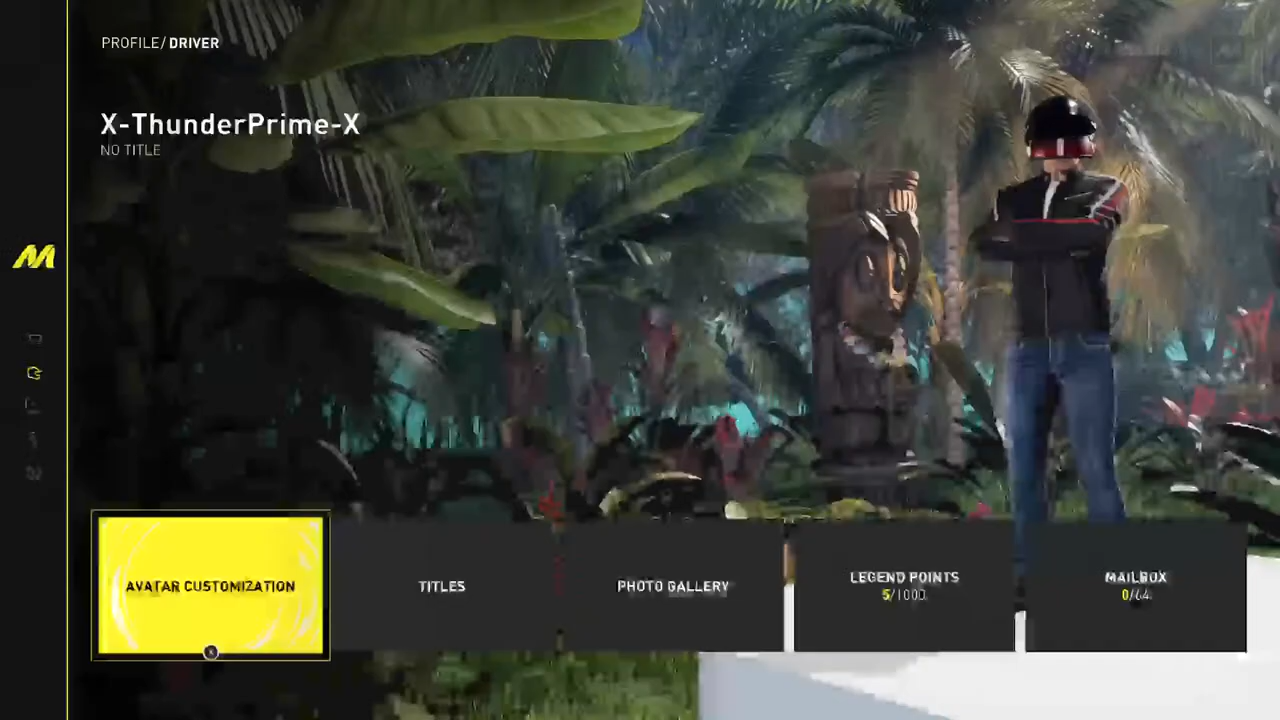 PROFILE/DRIVER
X-ThunderPrime-X
NO TITLE
AVATAR CUSTOMIZATION
TITLES
PHOTO GALLERY
LEGEND POINTS
5/1000
MAILBOX
0/64